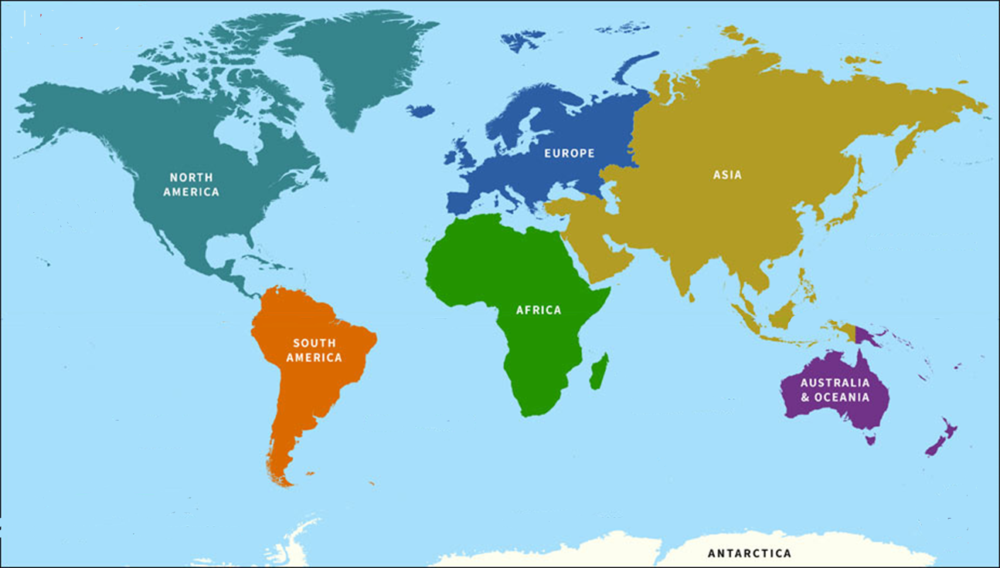 NORTH
AMERICA
EUROPE
ASIA
AFRICA
SOUTH
AMERICA
AUSTRALIA
& OCEANIA
ANTARCTICA